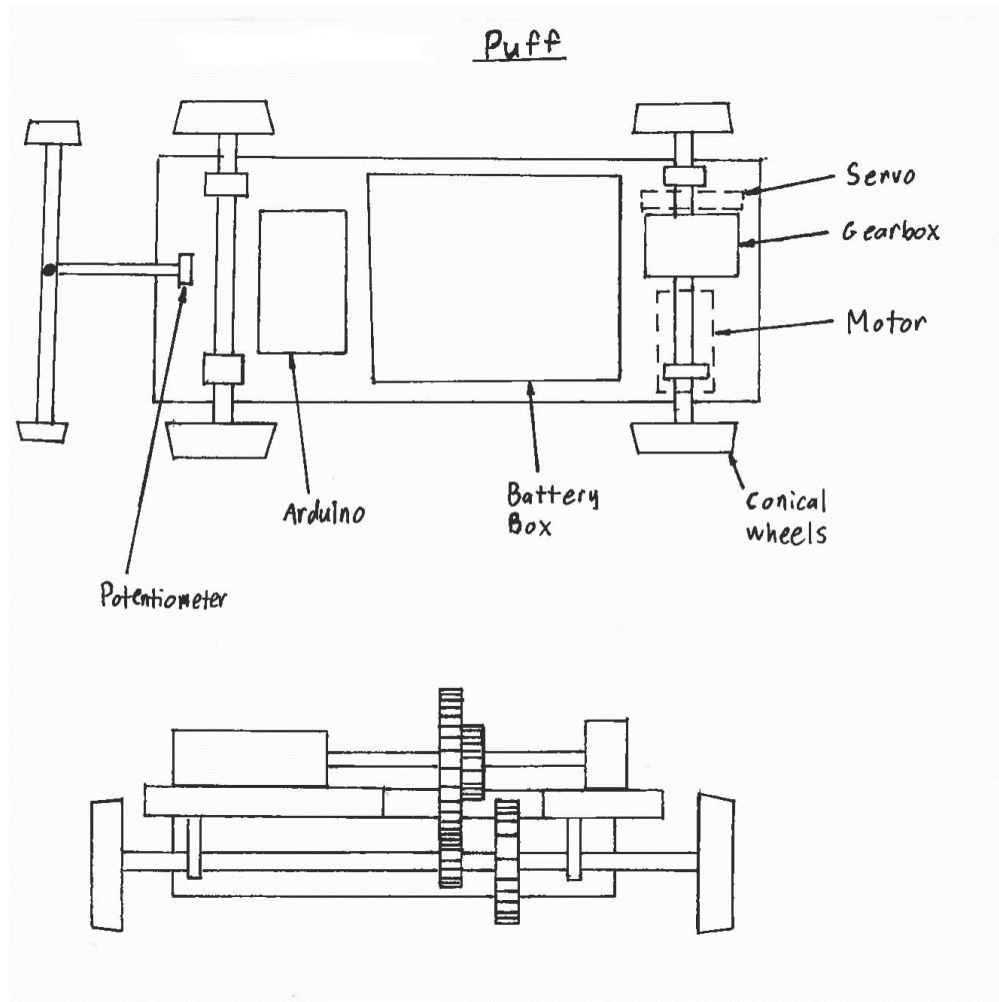 Puff
Servo
Gearbox
Motor
Conical
wheels
Battery
Box
Arduino
Potentiometer